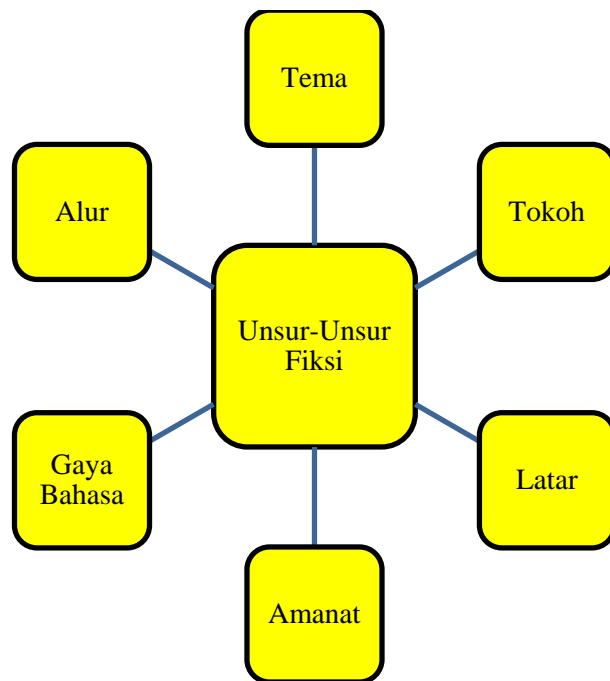 Tema
Alur
Tokoh
Unsur-Unsur
Fiksi
Gaya
Bahasa
Latar
Amanat